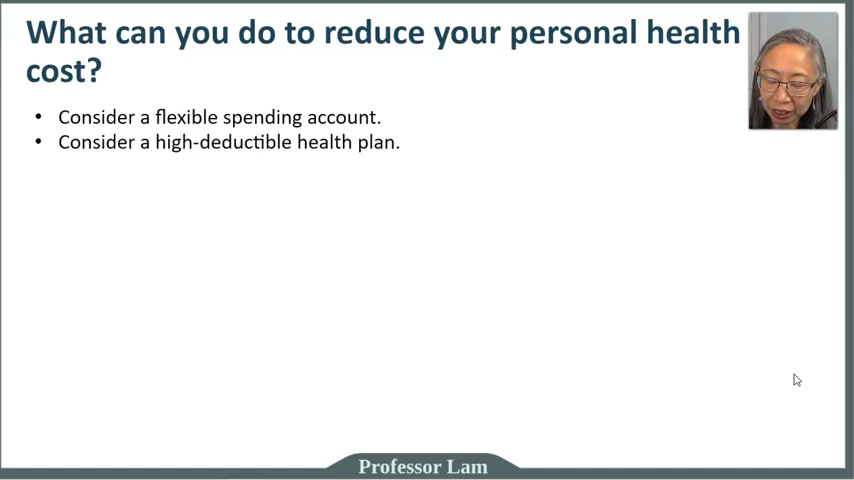 What can you do to reduce your personal health
cost?
• Consider a flexible spending account.
• Consider a high-deductible health plan.
Professor Lam